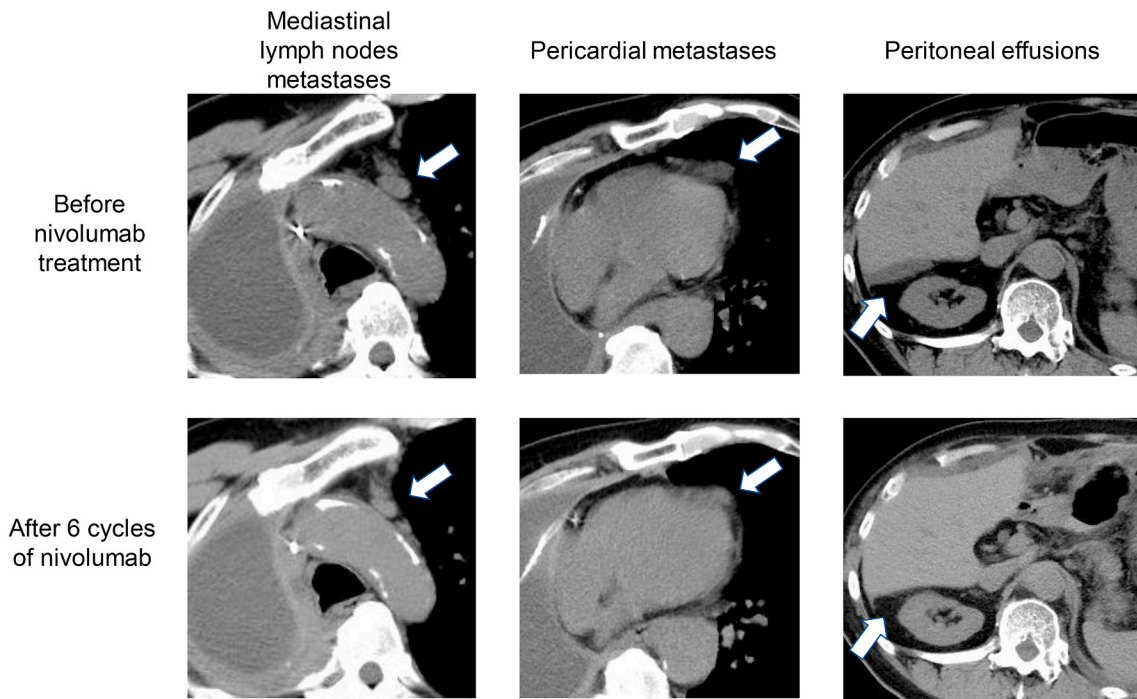 Mediastinal
lymph nodes
metastases
Pericardial metastases
Peritoneal effusions
Before
nivolumab
treatment
After 6 cycles
of nivolumab